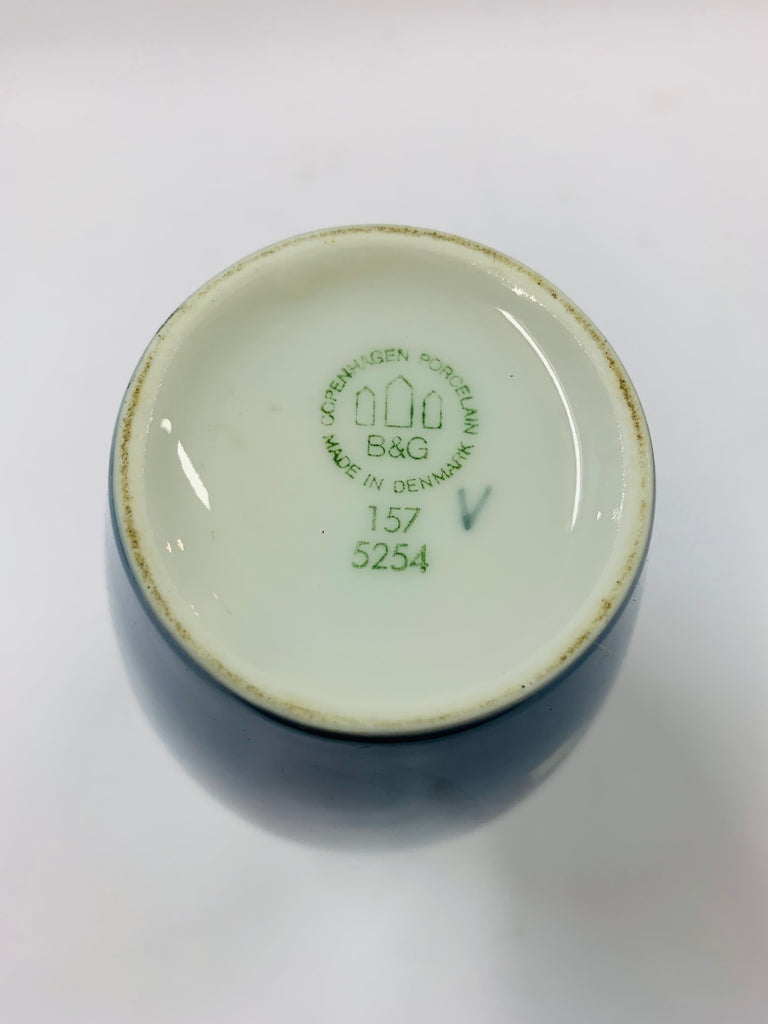 COPENHAGEN PORCELAIN
B&G
MADE IN DENMARK
157 V
5254